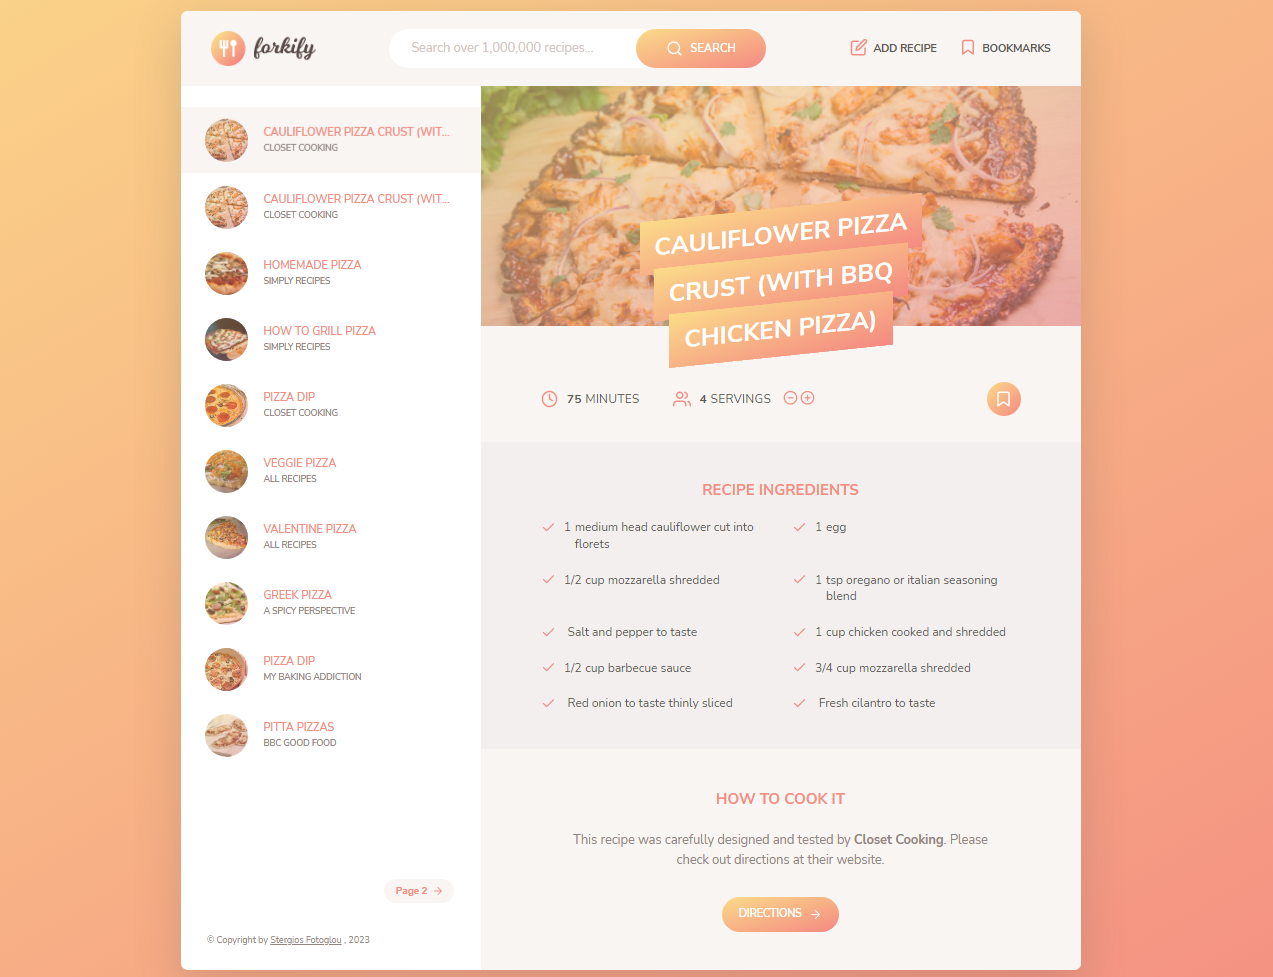 forkify
Search over 1,000,000 recipes...
SEARCH
ADD RECIPE
BOOKMARKS
CAULIFLOWER PIZZA CRUST (WIT...
CLOSET COOKING
CAULIFLOWER PIZZA CRUST (WIT...
CLOSET COOKING
HOMEMADE PIZZA
SIMPLY RECIPES
HOW TO GRILL PIZZA
SIMPLY RECIPES
PIZZA DIP
CLOSET COOKING
VEGGIE PIZZA
ALL RECIPES
VALENTINE PIZZA
ALL RECIPES
GREEK PIZZA
A SPICY PERSPECTIVE
PIZZA DIP
MY BAKING ADDICTION
PITTA PIZZAS
BBC GOOD FOOD
Page 2
© Copyright by Stergios Fotoglou , 2023
CAULIFLOWER PIZZA
CRUST (WITH BBQ
CHICKEN PIZZA)
75 MINUTES
4 SERVINGS
RECIPE INGREDIENTS
1 medium head cauliflower cut into
florets
1 egg
1/2 cup mozzarella shredded
1 tsp oregano or italian seasoning
blend
Salt and pepper to taste
1 cup chicken cooked and shredded
1/2 cup barbecue sauce
3/4 cup mozzarella shredded
Red onion to taste thinly sliced
Fresh cilantro to taste
HOW TO COOK IT
This recipe was carefully designed and tested by Closet Cooking. Please
check out directions at their website.
DIRECTIONS